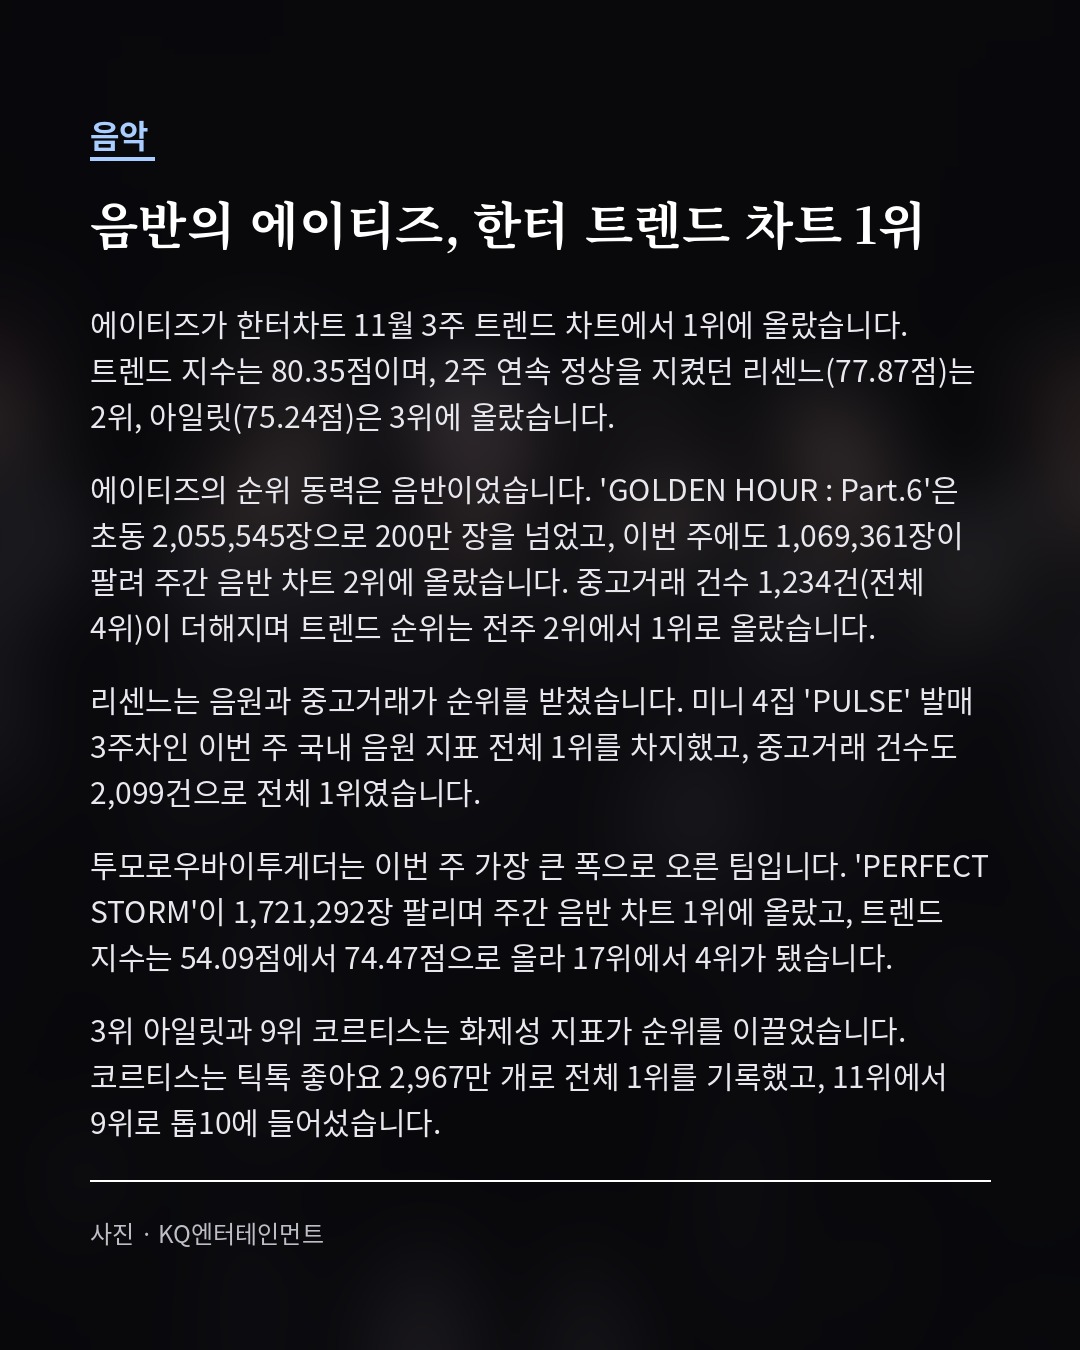 음악
음반의 에이티즈, 한터 트렌드 차트 1위
에이티즈가 한터차트 11월 3주 트렌드 차트에서 1위에 올랐습니다.
트렌드 지수는 80.35점이며, 2주 연속 정상을 지켰던 리센느(77.87점)는
2위, 아일릿(75.24점)은 3위에 올랐습니다.
에이티즈의 순위 동력은 음반이었습니다. 'GOLDEN HOUR : Part.6'은
초동 2,055,545장으로 200만 장을 넘었고, 이번 주에도 1,069,361장이
팔려 주간 음반 차트 2위에 올랐습니다. 중고거래 건수 1,234건(전체
4위)이 더해지며 트렌드 순위는 전주 2위에서 1위로 올랐습니다.
리센느는 음원과 중고거래가 순위를 받쳤습니다. 미니 4집 'PULSE' 발매
3주차인 이번 주 국내 음원 지표 전체 1위를 차지했고, 중고거래 건수도
2,099건으로 전체 1위였습니다.
투모로우바이투게더는 이번 주 가장 큰 폭으로 오른 팀입니다. 'PERFECT
STORM'이 1,721,292장 팔리며 주간 음반 차트 1위에 올랐고, 트렌드
지수는 54.09점에서 74.47점으로 올라 17위에서 4위가 됐습니다.
3위 아일릿과 9위 코르티스는 화제성 지표가 순위를 이끌었습니다.
코르티스는 틱톡 좋아요 2,967만 개로 전체 1위를 기록했고, 11위에서
9위로 톱10에 들어섰습니다.
사진 · KQ엔터테인먼트